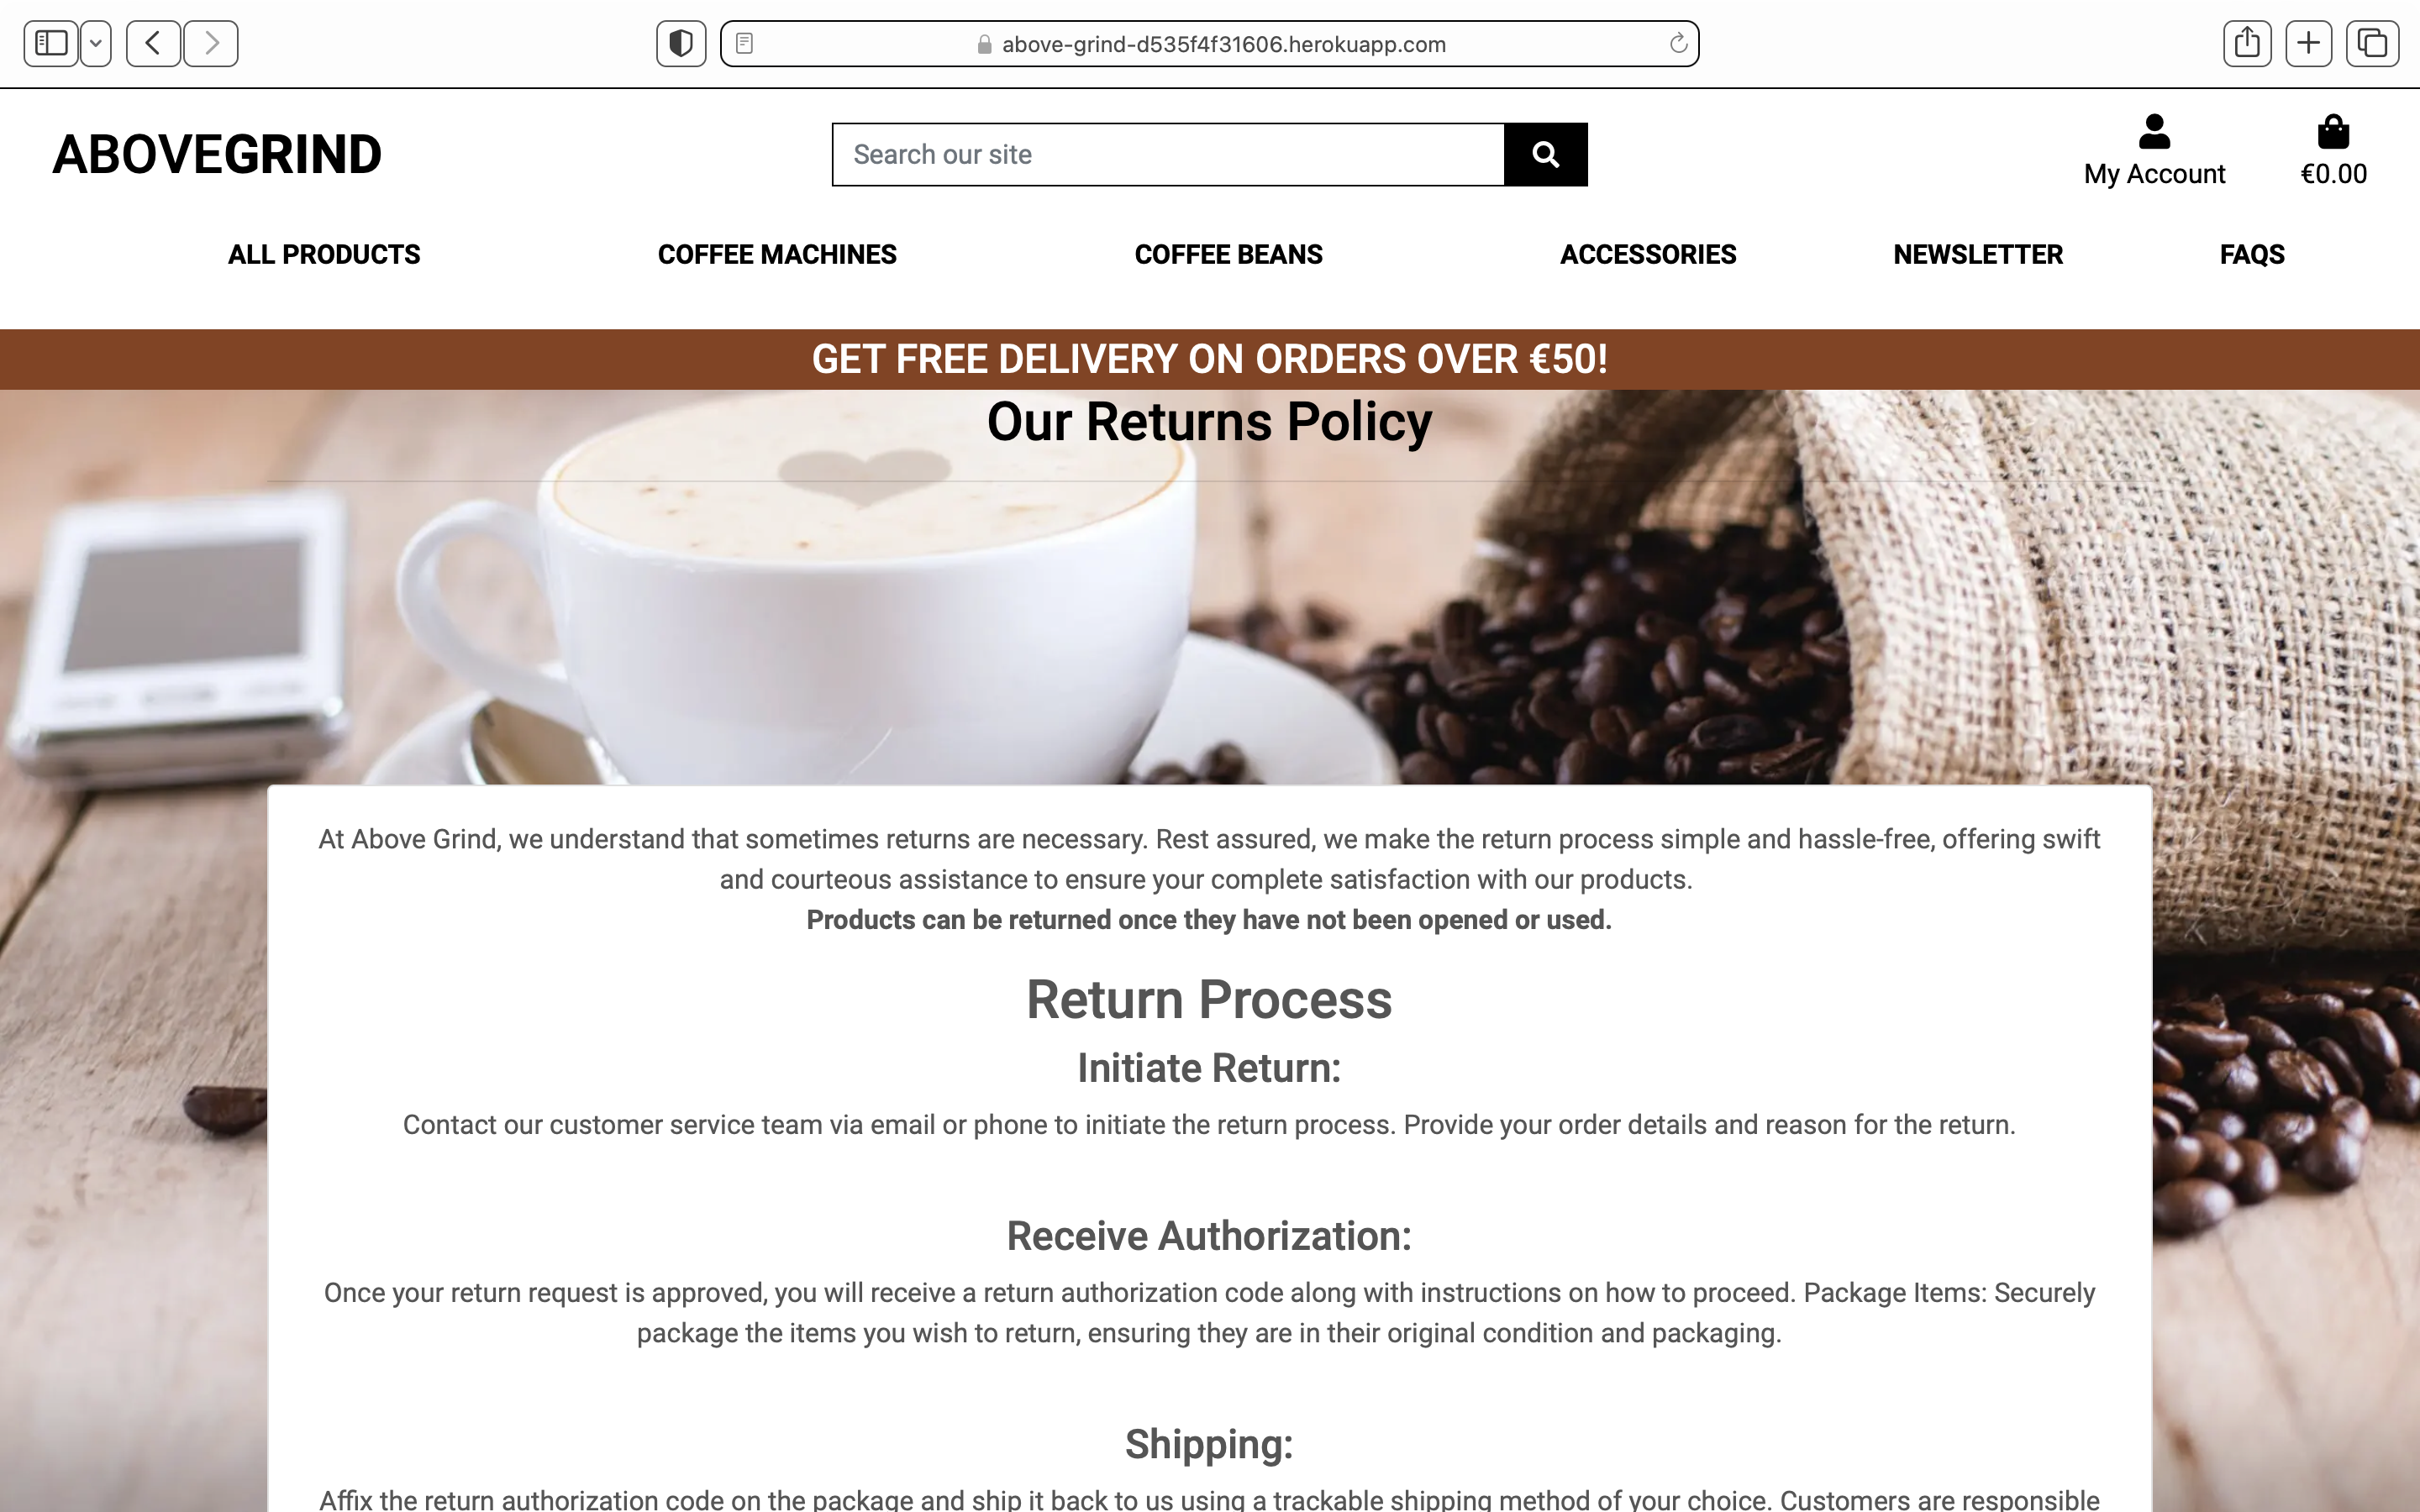 above-grind-d535f4f31606.herokuapp.com
ABOVEGRIND
Search our site
My Account
€0.00
ALL PRODUCTS
COFFEE MACHINES
COFFEE BEANS
ACCESSORIES
NEWSLETTER
FAQS
GET FREE DELIVERY ON ORDERS OVER €50!
Our Returns Policy
At Above Grind, we understand that sometimes returns are necessary. Rest assured, we make the return process simple and hassle-free, offering swift
and courteous assistance to ensure your complete satisfaction with our products.
Products can be returned once they have not been opened or used.
Return Process
Initiate Return:
Contact our customer service team via email or phone to initiate the return process. Provide your order details and reason for the return.
Receive Authorization:
Once your return request is approved, you will receive a return authorization code along with instructions on how to proceed. Package Items: Securely
package the items you wish to return, ensuring they are in their original condition and packaging.
Shipping:
Affix the return authorization code on the package and ship it back to us using a trackable shipping method of your choice. Customers are responsible